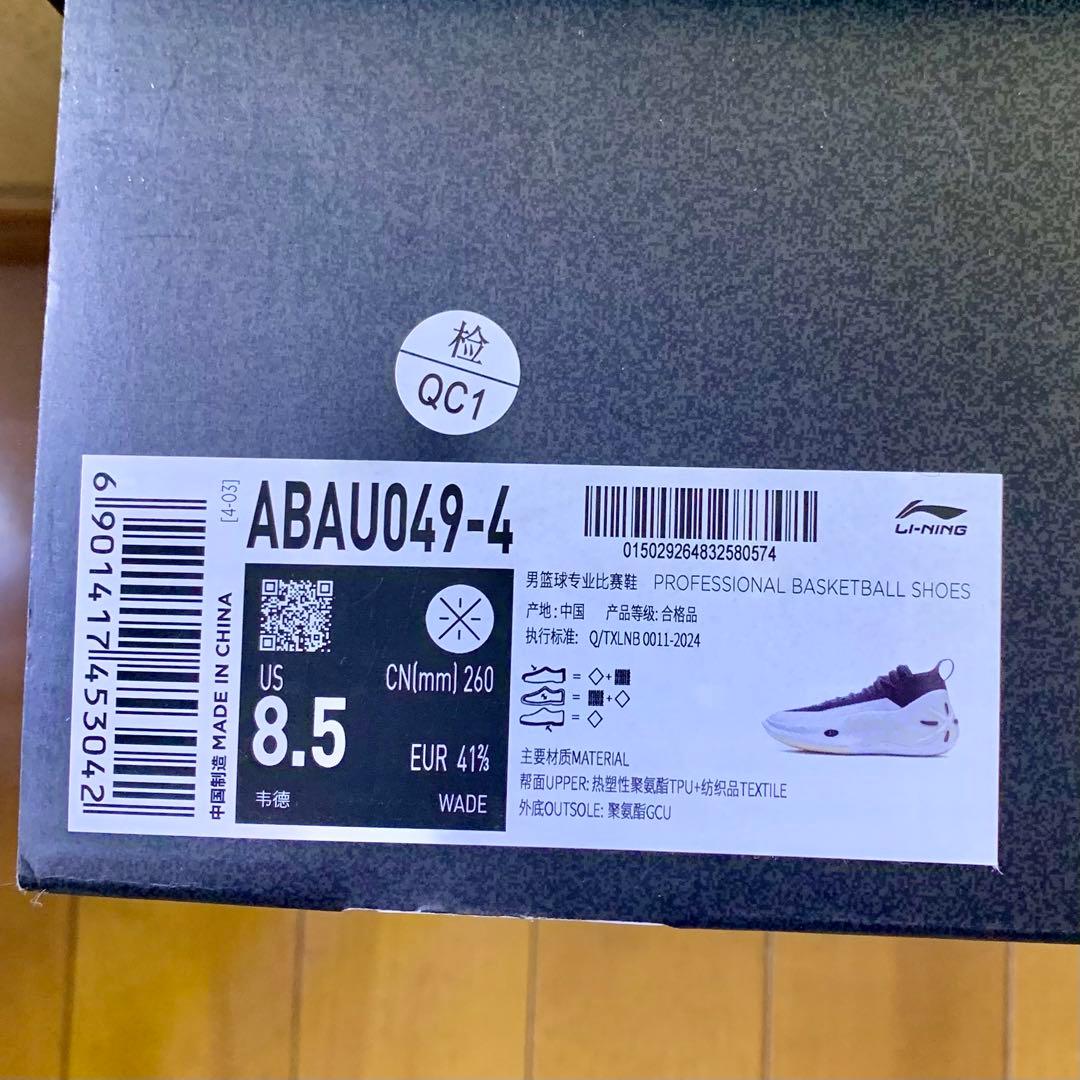 检
QC1
6 901417 453042
中国制造 MADE IN CHINA
[4-03]
ABAU049-4
015029264832580574
LI-NING
US
8.5
韦德
CN(mm) 260
EUR 41⅔
WADE
男篮球专业比赛鞋 PROFESSIONAL BASKETBALL SHOES
产地: 中国 产品等级: 合格品
执行标准: Q/TXLNB 0011-2024
主要材质MATERIAL
帮面UPPER: 热塑性聚氨酯TPU+纺织品TEXTILE
外底OUTSOLE: 聚氨酯GCU